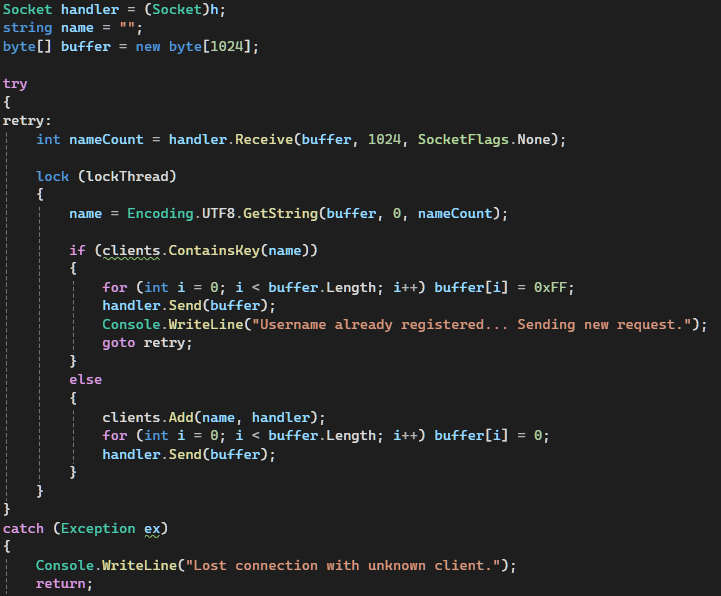 Socket handler = (Socket)h;
string name = "";
byte[] buffer = new byte[1024];
try
{
retry:
int nameCount = handler.Receive(buffer, 1024, SocketFlags.None);
lock (lockThread)
{
name = Encoding.UTF8.GetString(buffer, 0, nameCount);
if (clients.ContainsKey(name))
{
for (int i = 0; i < buffer.Length; i++) buffer[i] = 0xFF;
handler.Send(buffer);
Console.WriteLine("Username already registered... Sending new request.");
goto retry;
}
else
{
clients.Add(name, handler);
for (int i = 0; i < buffer.Length; i++) buffer[i] = 0;
handler.Send(buffer);
}
}
}
catch (Exception ex)
{
Console.WriteLine("Lost connection with unknown client.");
return;